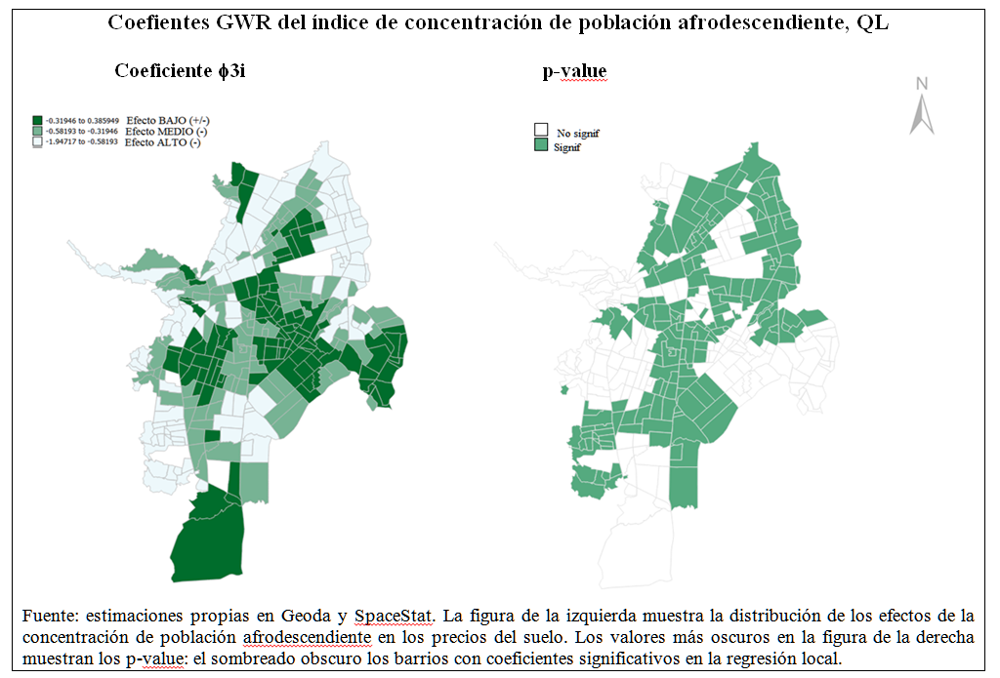 Coefientes GWR del índice de concentración de población afrodescendiente, QL
Coeficiente ϕ3i
p-value
N
-0.31946 to 0.385949 Efecto BAJO (+/-)
-0.58193 to -0.31946 Efecto MEDIO (-)
-1.94717 to -0.58193 Efecto ALTO (-)
No signif
Signif
Fuente: estimaciones propias en Geoda y SpaceStat. La figura de la izquierda muestra la distribución de los efectos de la
concentración de población afrodescendiente en los precios del suelo. Los valores más oscuros en la figura de la derecha
muestran los p-value: el sombreado obscuro los barrios con coeficientes significativos en la regresión local.